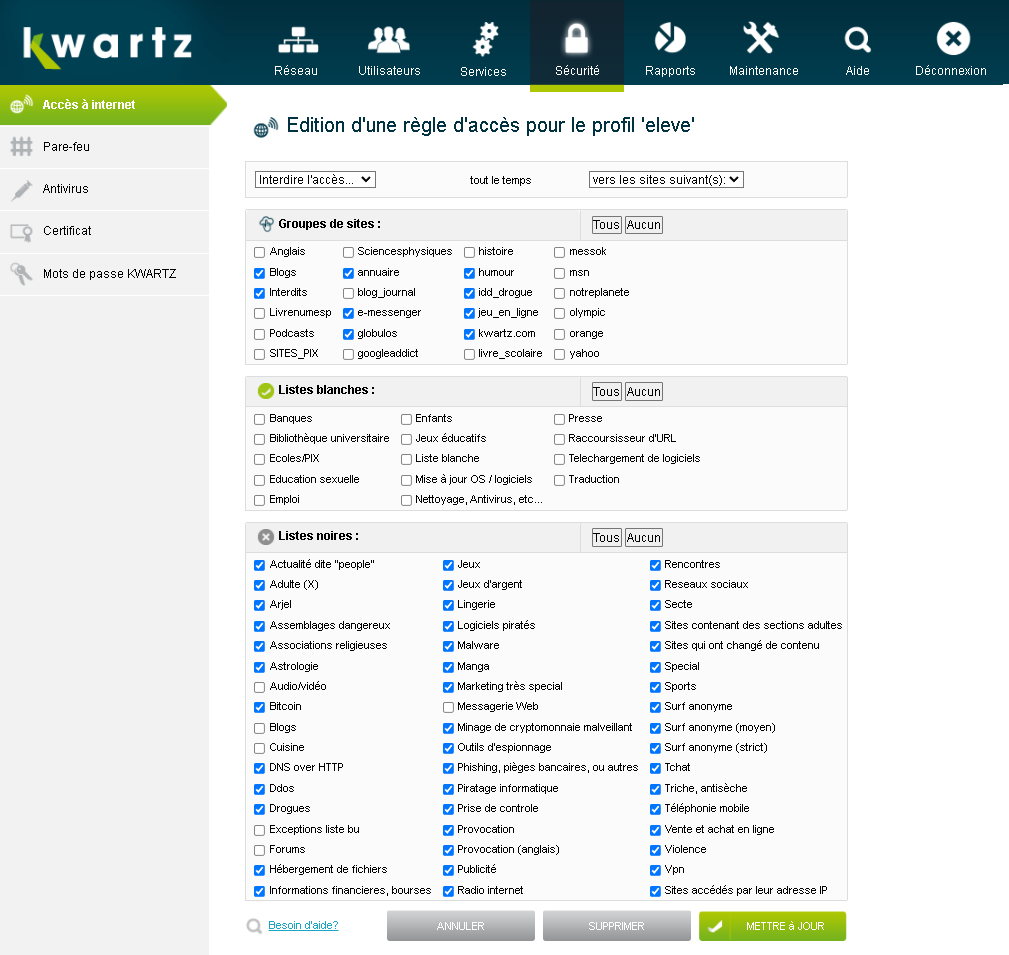 kwartz
Réseau Utilisateurs Services Sécurité Rapports Maintenance Aide Déconnexion
Accès à internet
Pare-feu
Antivirus
Certificat
Mots de passe KWARTZ
Edition d'une règle d'accès pour le profil 'eleve'
Interdire l'accès... tout le temps vers les sites suivant(s):
Groupes de sites : Tous Aucun
Anglais Sciencesphysiques histoire messok
Blogs annuaire humour msn
Interdits blog_journal idd_drogue notreplanete
Livrenumesp e-messenger jeu_en_ligne olympic
Podcasts globulos kwartz.com orange
SITES_PIX googleaddict livre_scolaire yahoo
Listes blanches : Tous Aucun
Banques Enfants Presse
Bibliothèque universitaire Jeux éducatifs Raccoursisseur d'URL
Ecoles/PIX Liste blanche Telechargement de logiciels
Education sexuelle Mise à jour OS / logiciels Traduction
Emploi Nettoyage, Antivirus, etc...
Listes noires : Tous Aucun
Actualité dite "people" Jeux Rencontres
Adulte (X) Jeux d'argent Reseaux sociaux
Arjel Lingerie Secte
Assemblages dangereux Logiciels piratés Sites contenant des sections adultes
Associations religieuses Malware Sites qui ont changé de contenu
Astrologie Manga Special
Audio/vidéo Marketing très special Sports
Bitcoin Messagerie Web Surf anonyme
Blogs Minage de cryptomonnaie malveillant Surf anonyme (moyen)
Cuisine Outils d'espionnage Surf anonyme (strict)
DNS over HTTP Phishing, pièges bancaires, ou autres Tchat
Ddos Piratage informatique Triche, antisèche
Drogues Prise de controle Téléphonie mobile
Exceptions liste bu Provocation Vente et achat en ligne
Forums Provocation (anglais) Violence
Hébergement de fichiers Publicité Vpn
Informations financieres, bourses Radio internet Sites accédés par leur adresse IP
Besoin d'aide? ANNULER SUPPRIMER METTRE à JOUR